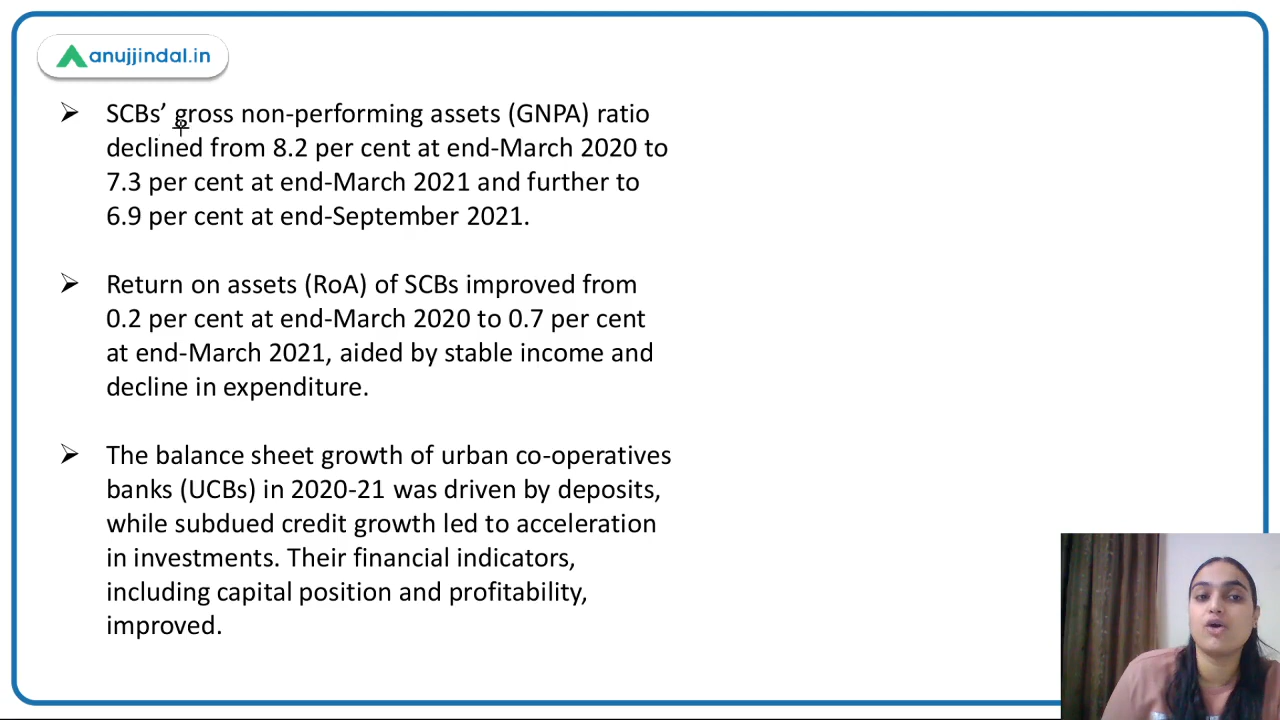 anujjindal.in
➢ SCBs’ gross non-performing assets (GNPA) ratio
declined from 8.2 per cent at end-March 2020 to
7.3 per cent at end-March 2021 and further to
6.9 per cent at end-September 2021.
➢ Return on assets (RoA) of SCBs improved from
0.2 per cent at end-March 2020 to 0.7 per cent
at end-March 2021, aided by stable income and
decline in expenditure.
➢ The balance sheet growth of urban co-operatives
banks (UCBs) in 2020-21 was driven by deposits,
while subdued credit growth led to acceleration
in investments. Their financial indicators,
including capital position and profitability,
improved.